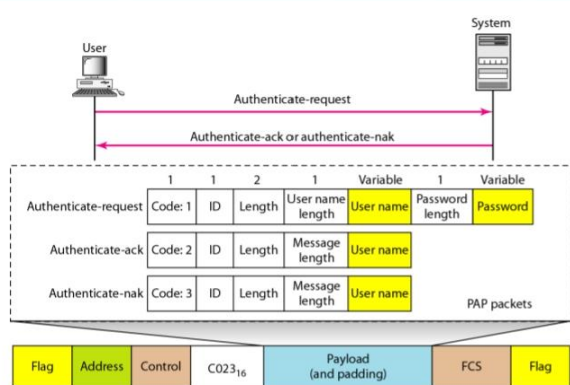 System
User
Authenticate-request
Authenticate-ack or authenticate-nak
1 1 2 1 Variable 1 Variable
Authenticate-request Code: 1 ID Length User name length User name Password length Password
Authenticate-ack Code: 2 ID Length Message length User name
Authenticate-nak Code: 3 ID Length Message length User name
PAP packets
Flag Address Control C023₁₆ Payload (and padding) FCS Flag